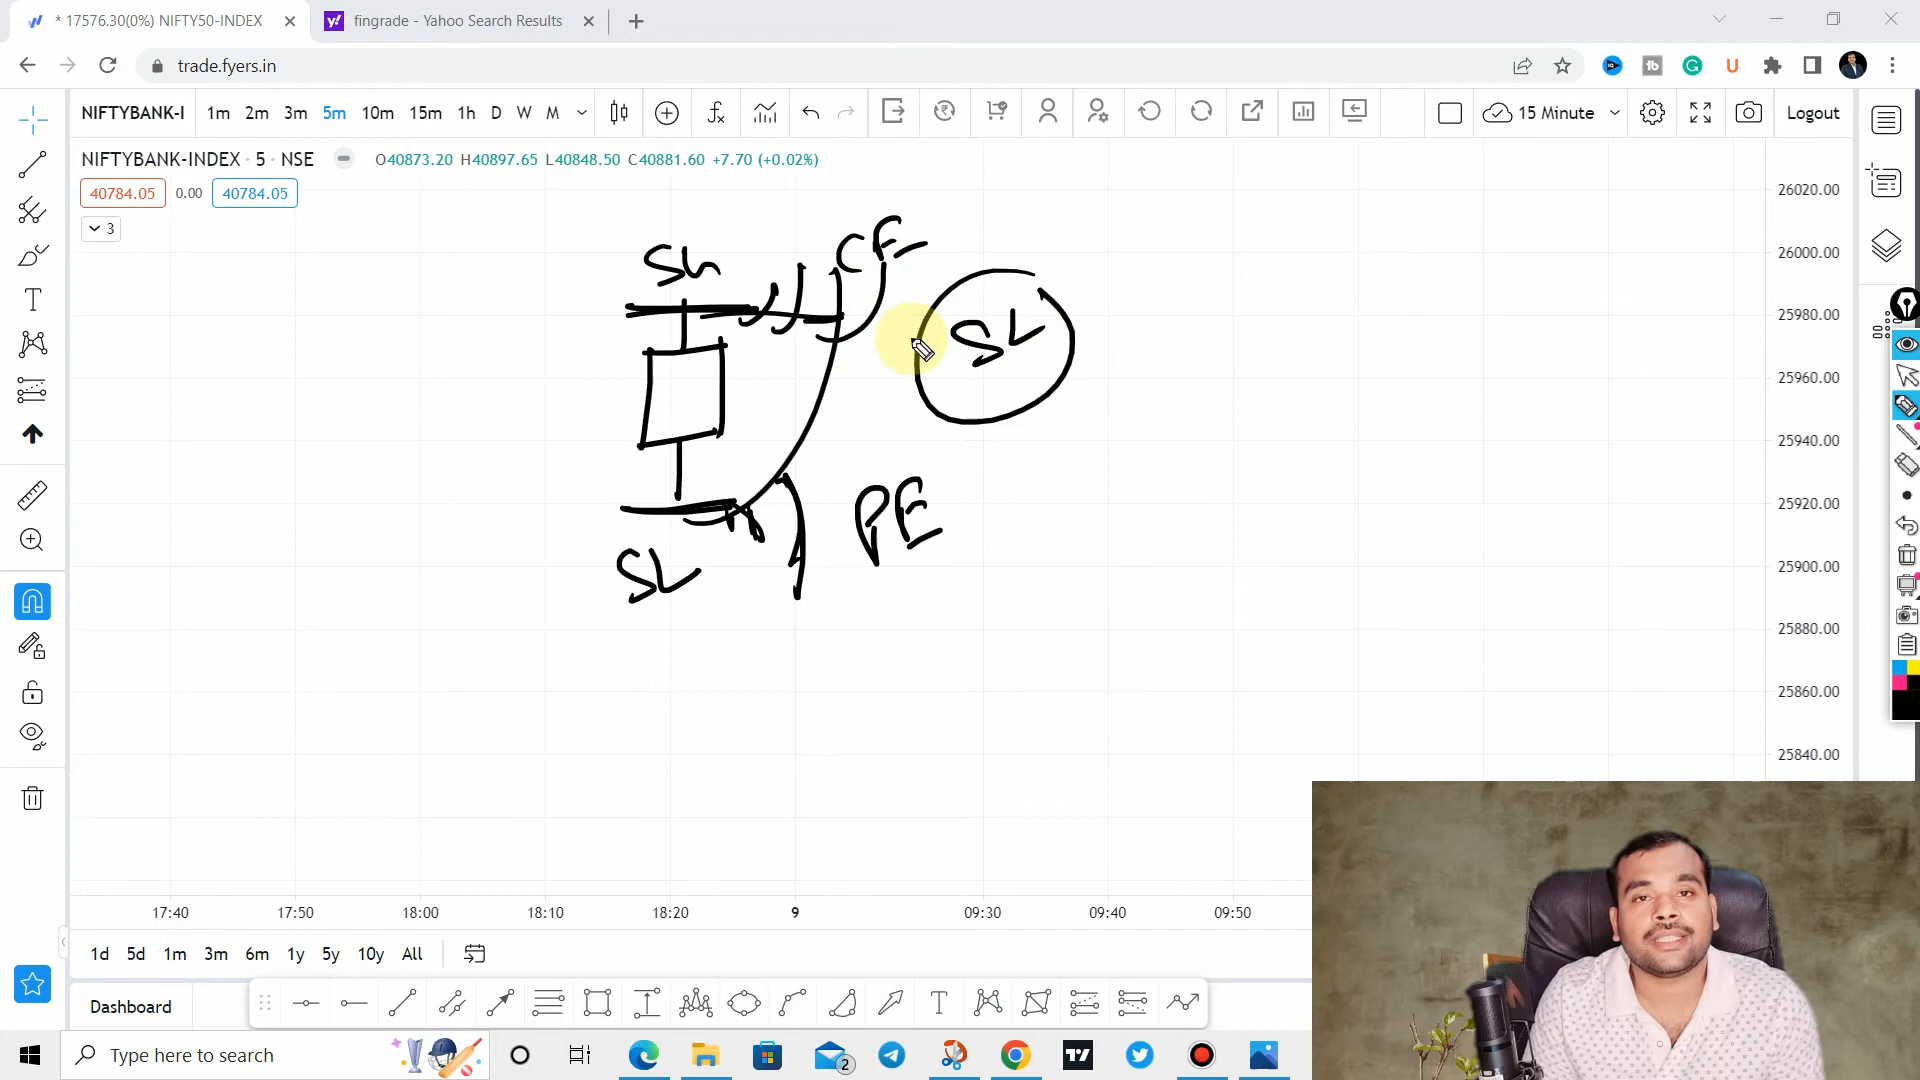 * 17576.30(0%) NIFTY50-INDEX
fingrade - Yahoo Search Results
trade.fyers.in
NIFTYBANK-I 1m 2m 3m 5m 10m 15m 1h D W M 15 Minute Logout
NIFTYBANK-INDEX · 5 · NSE O40873.20 H40897.65 L40848.50 C40881.60 +7.70 (+0.02%)
40784.05 0.00 40784.05
3
26020.00
26000.00
25980.00
25960.00
25940.00
25920.00
25900.00
25880.00
25860.00
25840.00
CE
SL
SL
PE
SL
17:40 17:50 18:00 18:10 18:20 9 09:30 09:40 09:50
1d 5d 1m 3m 6m 1y 5y 10y All
Dashboard
Type here to search
2